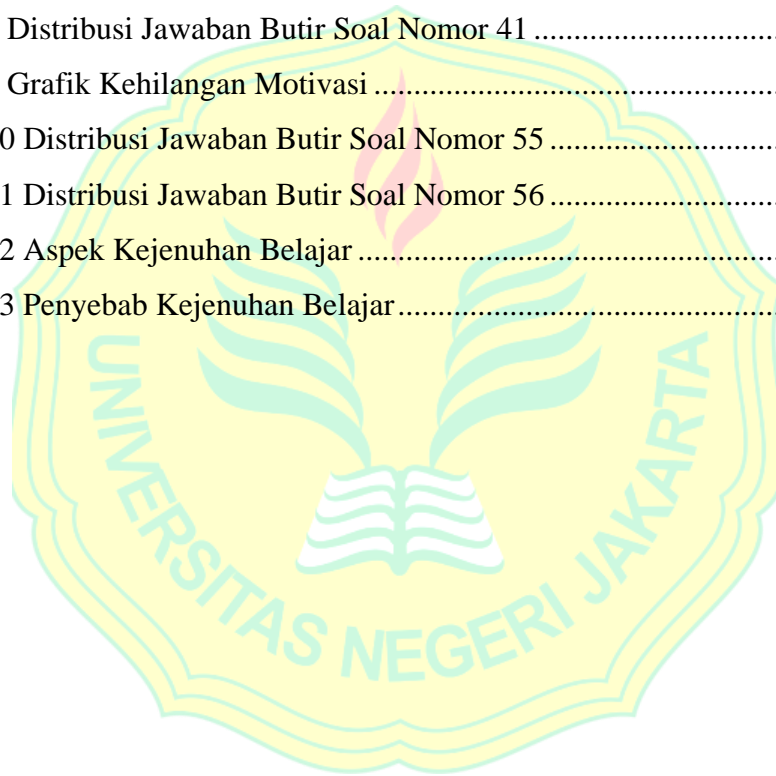 Distribusi Jawaban Butir Soal Nomor 41 ..............................
Grafik Kehilangan Motivasi ..................................................
0 Distribusi Jawaban Butir Soal Nomor 55 ............................
1 Distribusi Jawaban Butir Soal Nomor 56 ............................
2 Aspek Kejenuhan Belajar ....................................................
3 Penyebab Kejenuhan Belajar ...............................................
UNIVERSITAS NEGERI JAKARTA